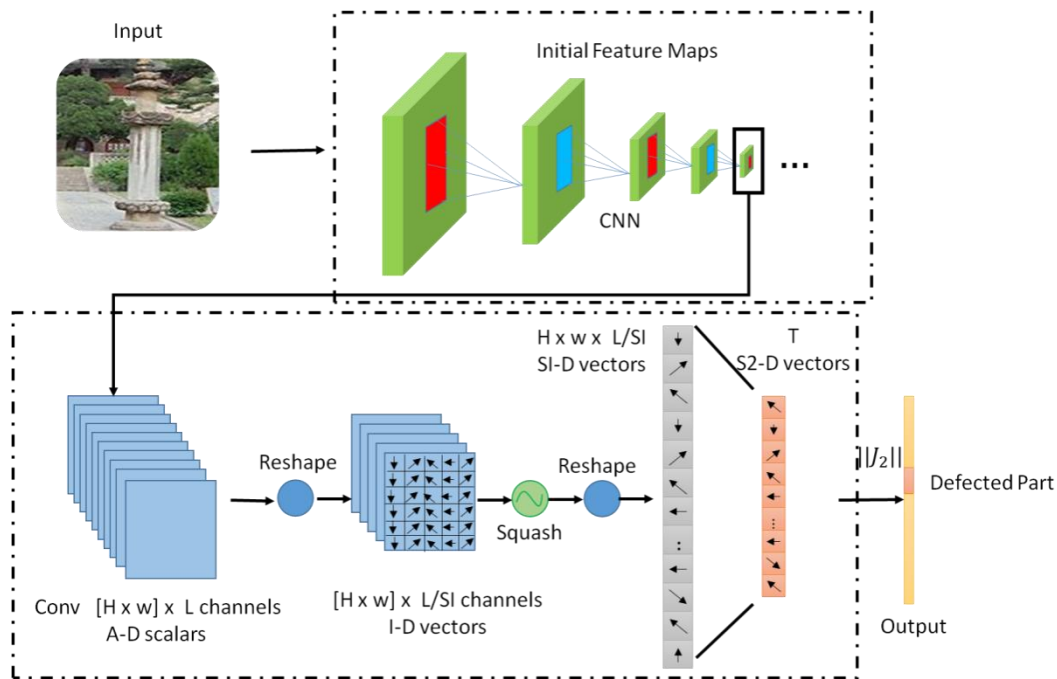 Input
Initial Feature Maps
...
CNN
H x w x L/SI
SI-D vectors
T
S2-D vectors
Reshape
Reshape
Squash
||J₂||
Defected Part
Conv [H x w] x L channels
A-D scalars
[H x w] x L/SI channels
I-D vectors
Output